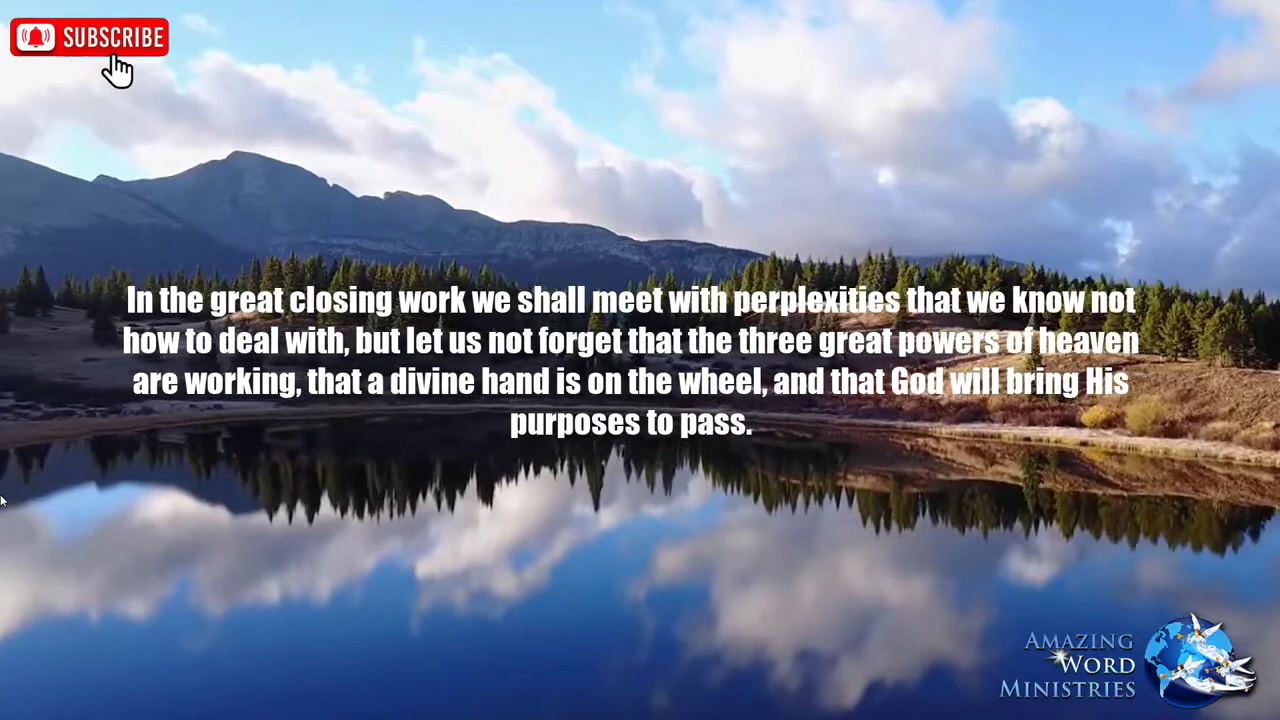 SUBSCRIBE
In the great closing work we shall meet with perplexities that we know not
how to deal with, but let us not forget that the three great powers of heaven
are working, that a divine hand is on the wheel, and that God will bring His
purposes to pass.
AMAZING
WORD
MINISTRIES